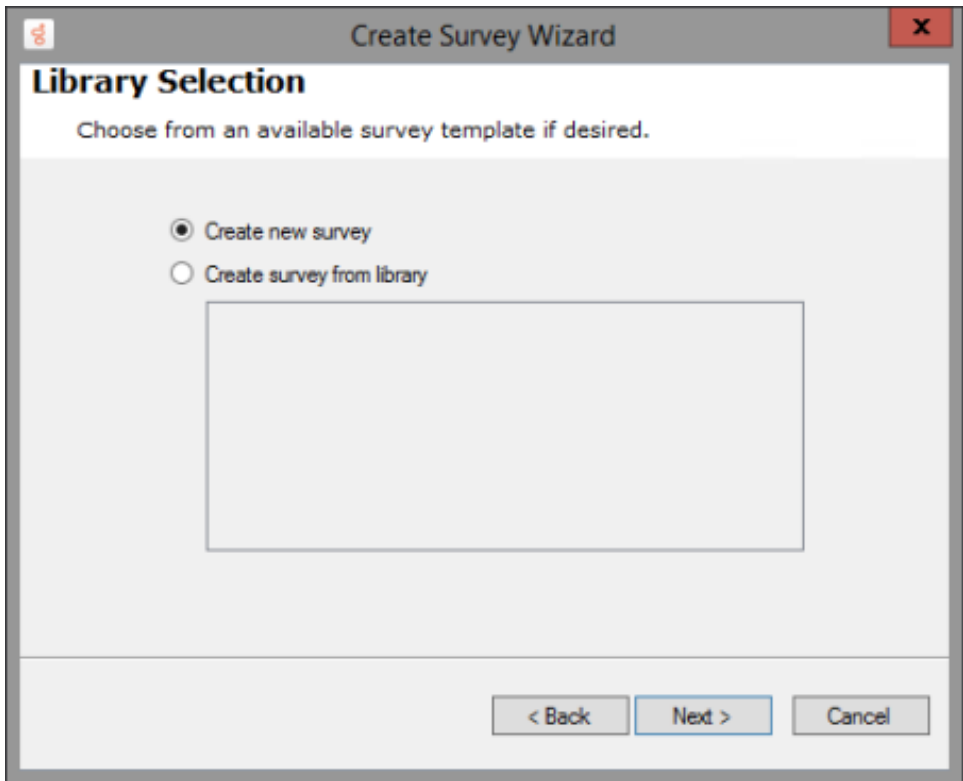 Create Survey Wizard
x
Library Selection
Choose from an available survey template if desired.
Create new survey
Create survey from library
< Back Next > Cancel